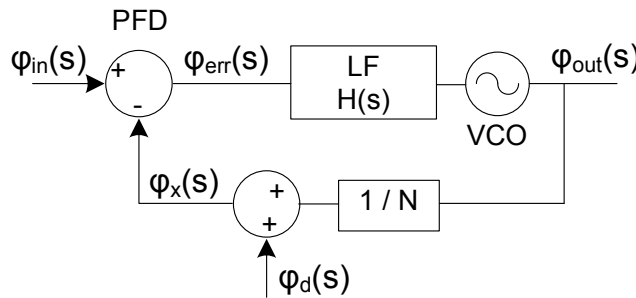 PFD
φin(s)
+
-
φerr(s)
LF
H(s)
VCO
φout(s)
φx(s)
+
+
1 / N
φd(s)